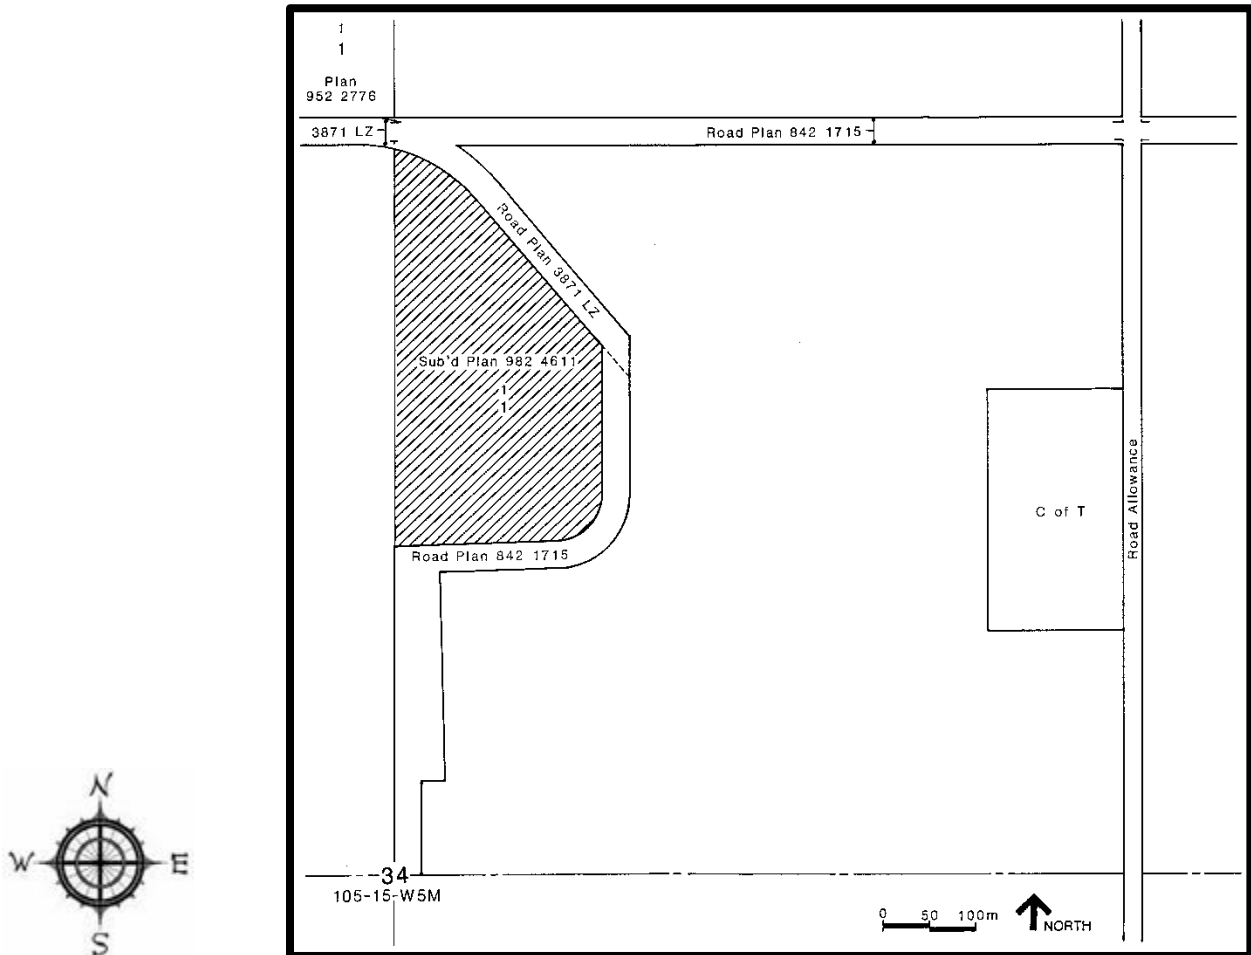 1
1
Plan
952 2776
3871 LZ
Road Plan 842 1715
Road Plan 3871 LZ
Sub'd Plan 982 4611
1
1
Road Allowance
C of T
Road Plan 842 1715
N
W E
S
34
105-15-W5M
0 50 100m
NORTH